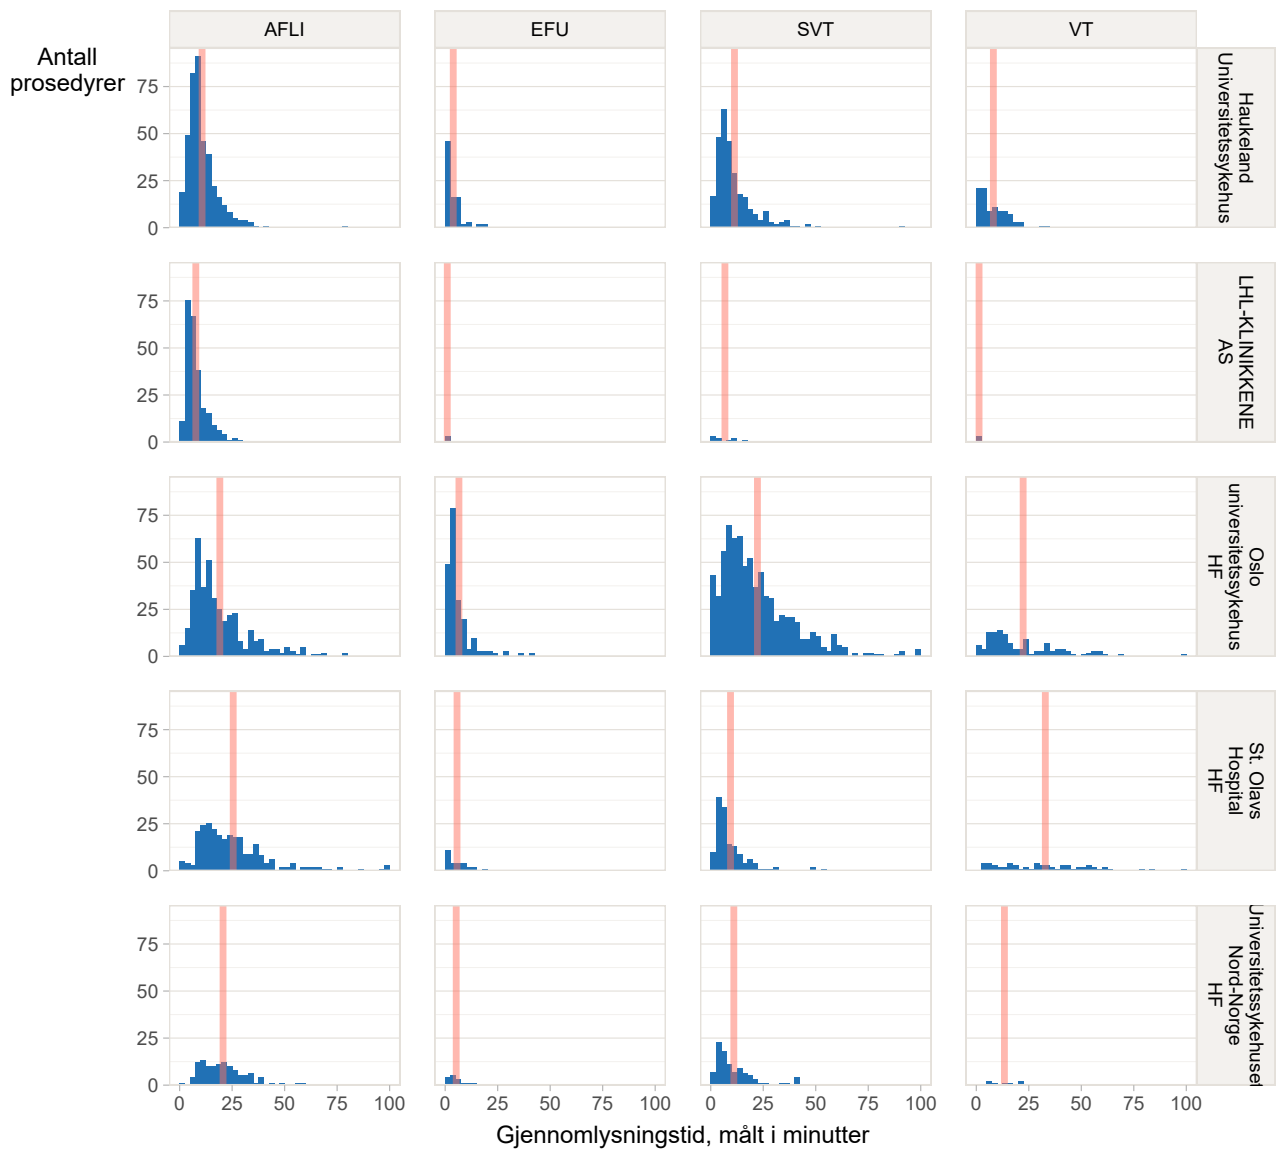 AFLI
EFU
SVT
VT
Antall
prosedyrer
75
50
25
0
Haukeland
Universitetssykehus
75
50
25
0
LHL-KLINIKKENE
AS
75
50
25
0
Oslo
universitetssykehus
HF
75
50
25
0
St. Olavs
Hospital
HF
75
50
25
0
Universitetssykehuset
Nord-Norge
HF
0 25 50 75 100
0 25 50 75 100
0 25 50 75 100
0 25 50 75 100
Gjennomlysningstid, målt i minutter